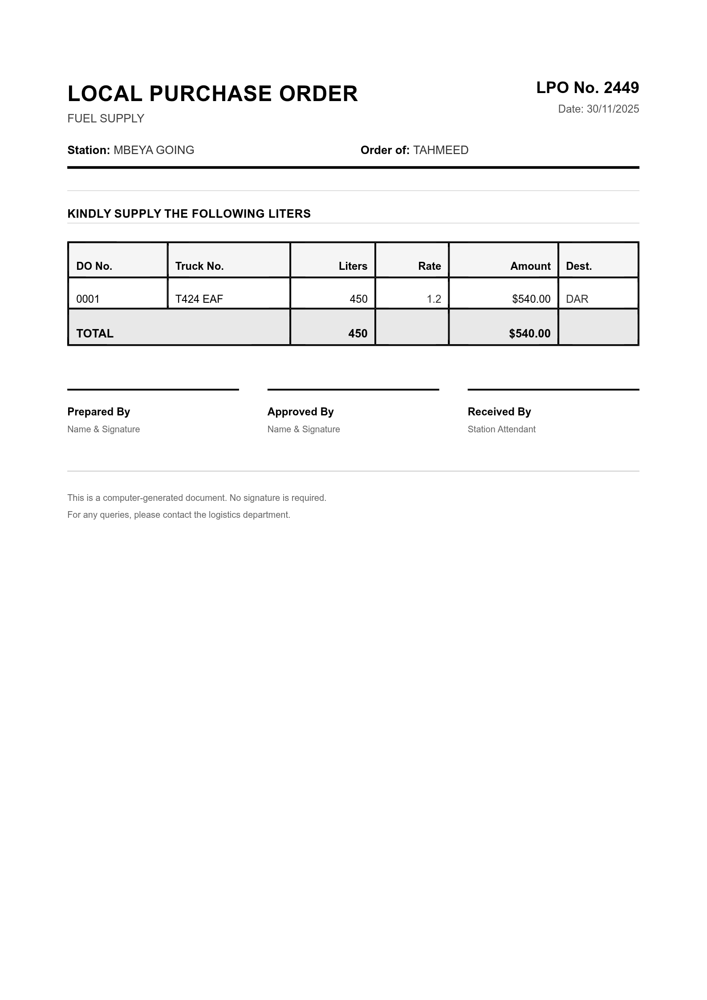 LOCAL PURCHASE ORDER
FUEL SUPPLY
LPO No. 2449
Date: 30/11/2025
Station: MBEYA GOING
Order of: TAHMEED
KINDLY SUPPLY THE FOLLOWING LITERS
DO No. Truck No. Liters Rate Amount Dest.
0001 T424 EAF 450 1.2 $540.00 DAR
TOTAL 450 $540.00
Prepared By Approved By Received By
Name & Signature Name & Signature Station Attendant
This is a computer-generated document. No signature is required.
For any queries, please contact the logistics department.